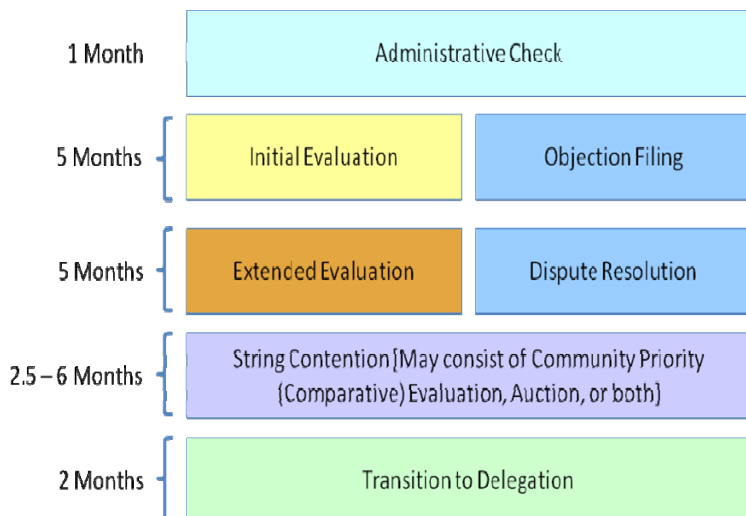 1 Month
Administrative Check
5 Months
Initial Evaluation
Objection Filing
5 Months
Extended Evaluation
Dispute Resolution
2.5 – 6 Months
String Contention [May consist of Community Priority
(Comparative) Evaluation, Auction, or both]
2 Months
Transition to Delegation